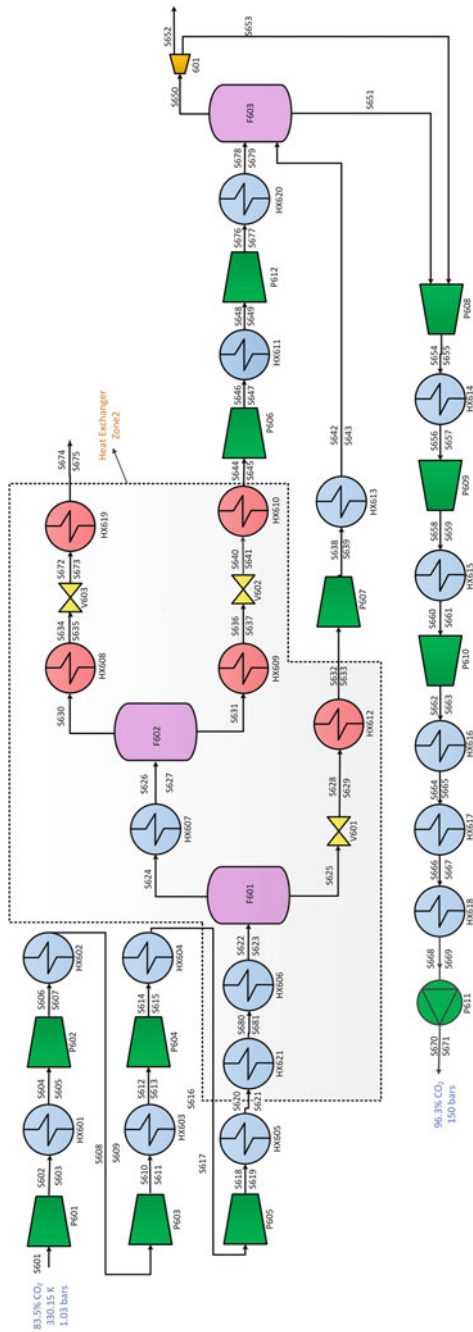 83.5% CO₂
330.15 K
1.03 bars
S601
P601
S602
S603
HX601
S604
S605
P602
S606
S607
HX602
S608
S609
P603
S610
S611
HX603
S612
S613
P604
S614
S615
HX604
S616
S617
P605
S618
S619
HX605
S620
S621
HX621
S680
S681
HX606
S622
S623
F601
S624
HX607
S626
S627
F602
S630
HX608
S634
S635
V603
S672
S673
HX619
S674
S675
Heat Exchanger
Zone2
S631
HX609
S636
S637
V602
S640
S641
HX610
S644
S645
P606
S646
S647
HX611
S648
S649
P612
S676
S677
HX620
S678
S679
F603
S650
601
S652
S653
S651
S625
V601
S628
S629
HX612
S632
S633
P607
S638
S639
HX613
S642
S643
P608
S654
S655
HX614
S656
S657
P609
S658
S659
HX615
S660
S661
P610
S662
S663
HX616
S664
S665
HX617
S666
S667
HX618
S668
S669
P611
S670
S671
96.3% CO₂
150 bars